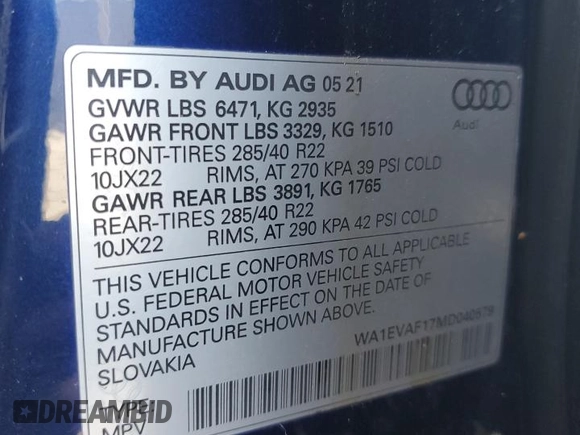 MFD. BY AUDI AG 05 21
GVWR LBS 6471, KG 2935
GAWR FRONT LBS 3329, KG 1510
FRONT-TIRES 285/40 R22
10JX22 RIMS, AT 270 KPA 39 PSI COLD
GAWR REAR LBS 3891, KG 1765
REAR-TIRES 285/40 R22
10JX22 RIMS, AT 290 KPA 42 PSI COLD
Audi
THIS VEHICLE CONFORMS TO ALL APPLICABLE
U.S. FEDERAL MOTOR VEHICLE SAFETY
STANDARDS IN EFFECT ON THE DATE OF
MANUFACTURE SHOWN ABOVE.
SLOVAKIA
WA1EVAF17MD040578
TYPE:
MPV
DREAMBID